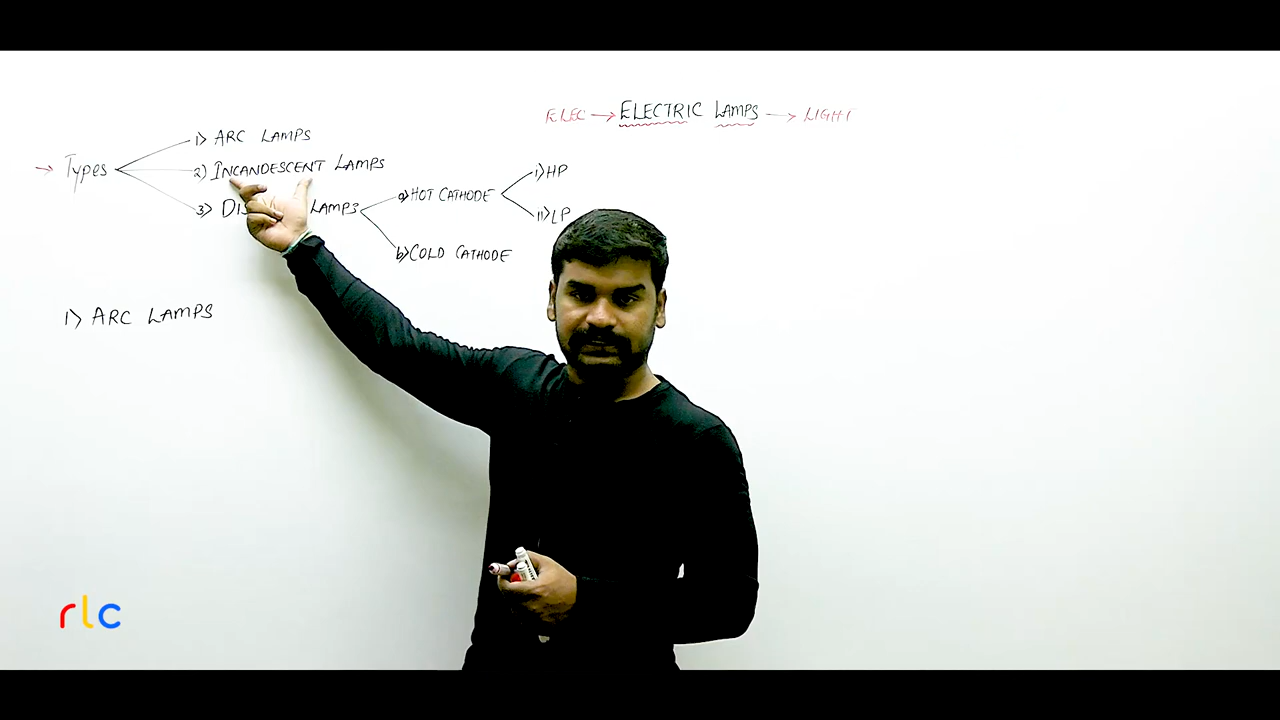 ELEC → ELECTRIC LAMPS → LIGHT
→ Types
1) ARC LAMPS
2) INCANDESCENT LAMPS
3) LAMPS
a) HOT CATHODE
i) HP
ii) LP
b) COLD CATHODE
1) ARC LAMPS
rlc